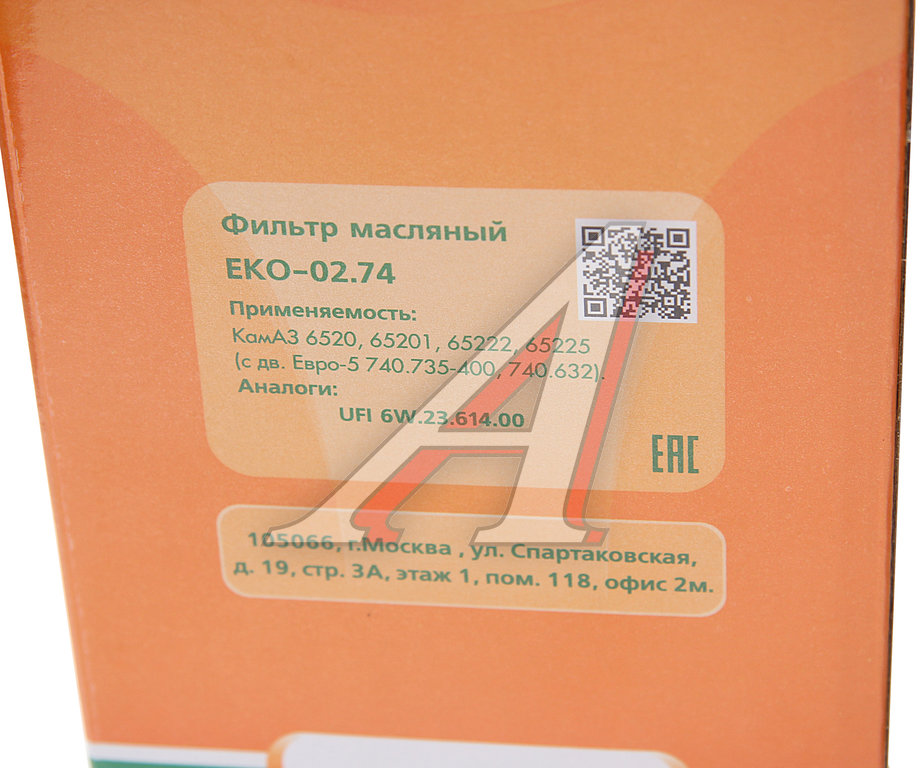 Фильтр масляный
ЕКО-02.74
Применяемость:
КамАЗ 6520, 65201, 65222, 65225
(с дв. Евро-5 740.735-400, 740.632).
Аналоги:
UFI 6W.23.614.00
EAC
105066, г.Москва , ул. Спартаковская,
д. 19, стр. 3А, этаж 1, пом. 118, офис 2м.